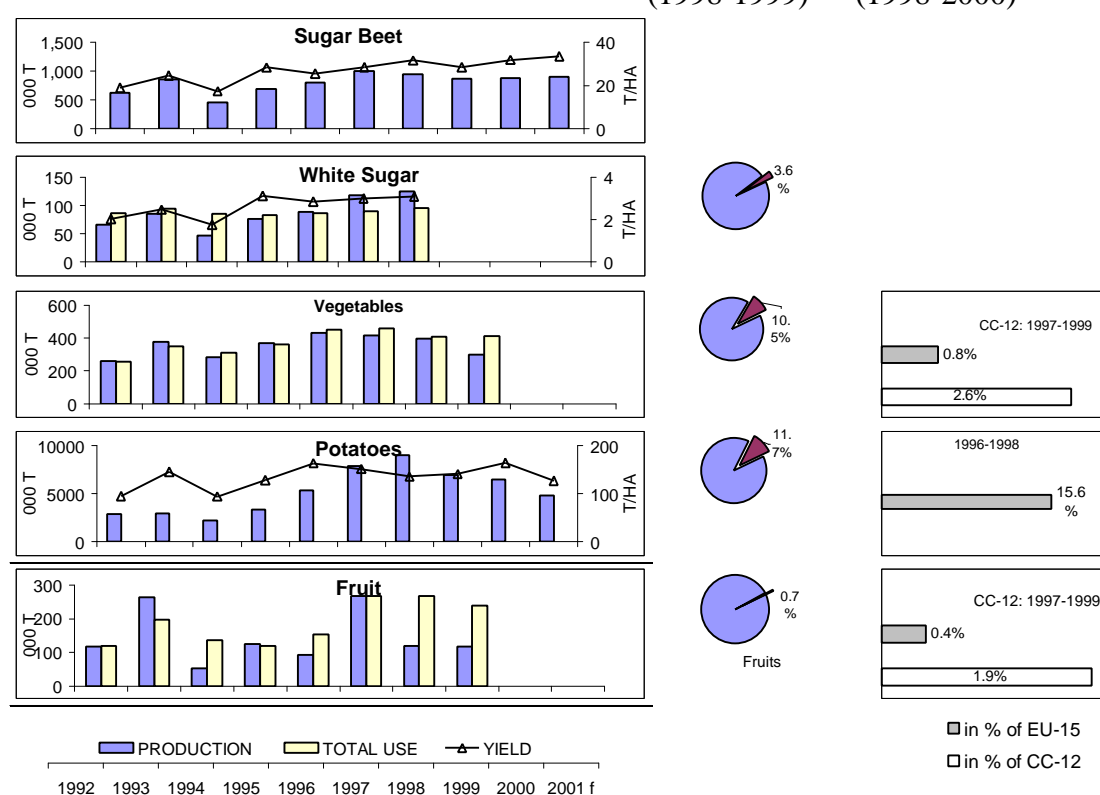 (1998-1999) (1998-2000)
Sugar Beet
1,500
1,000
500
0
000 T
40
20
0
T/HA
White Sugar
150
100
50
0
000 T
4
2
0
T/HA
3.6
%
Vegetables
600
400
200
0
000 T
10.
5%
CC-12: 1997-1999
0.8%
2.6%
Potatoes
10000
5000
0
000 T
200
100
0
T/HA
11.
7%
1996-1998
15.6
%
Fruit
300
200
100
0
000 T
0.7
%
Fruits
CC-12: 1997-1999
0.4%
1.9%
PRODUCTION TOTAL USE YIELD
1992 1993 1994 1995 1996 1997 1998 1999 2000 2001 f
in % of EU-15
in % of CC-12